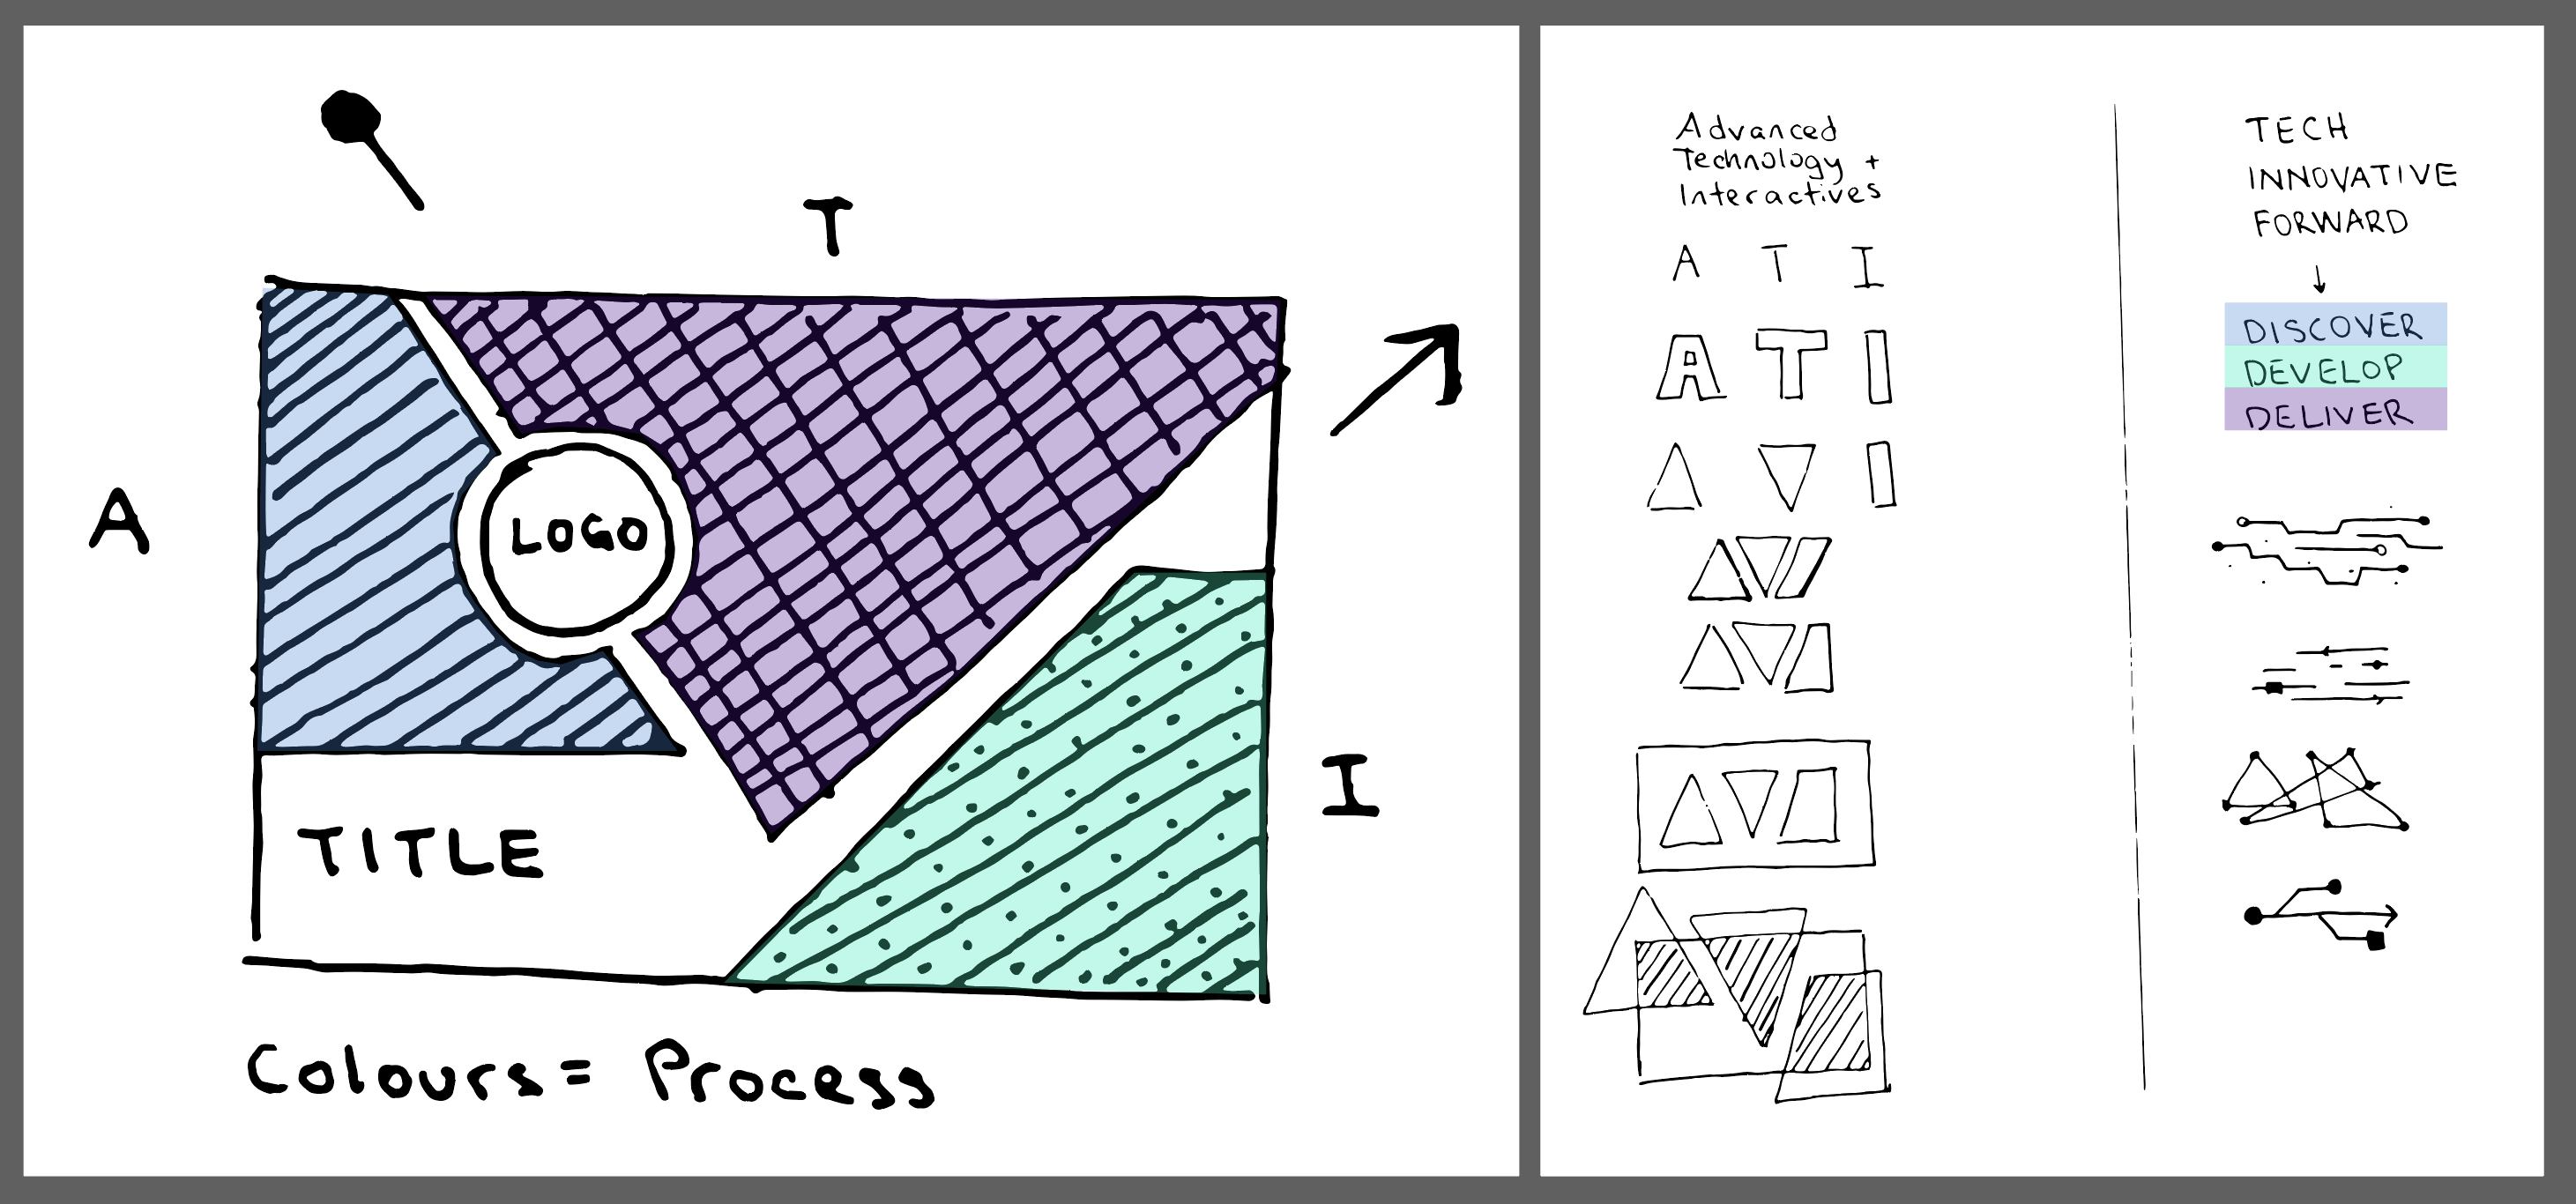 T
A
LOGO
TITLE
I
Colours = Process
Advanced
Technology +
Interactives
A T I
A T I
TECH
INNOVATIVE
FORWARD
DISCOVER
DEVELOP
DELIVER